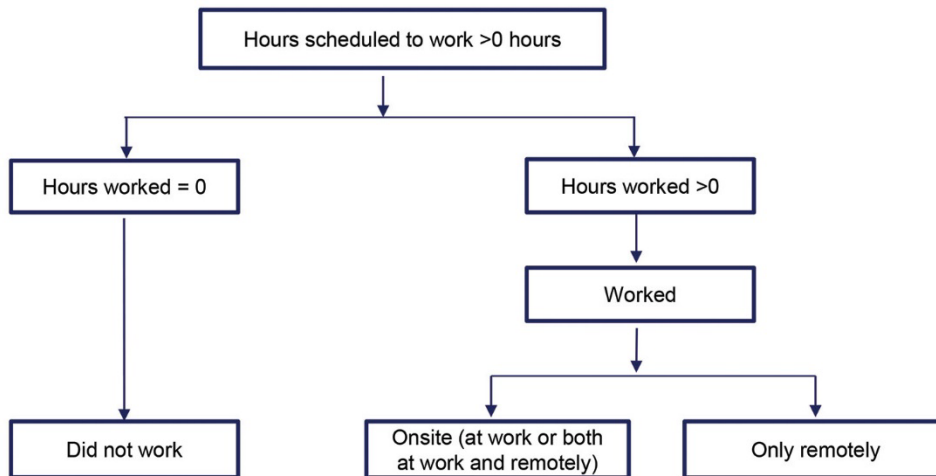 Hours scheduled to work >0 hours
Hours worked = 0
Hours worked >0
Worked
Did not work
Onsite (at work or both
at work and remotely)
Only remotely